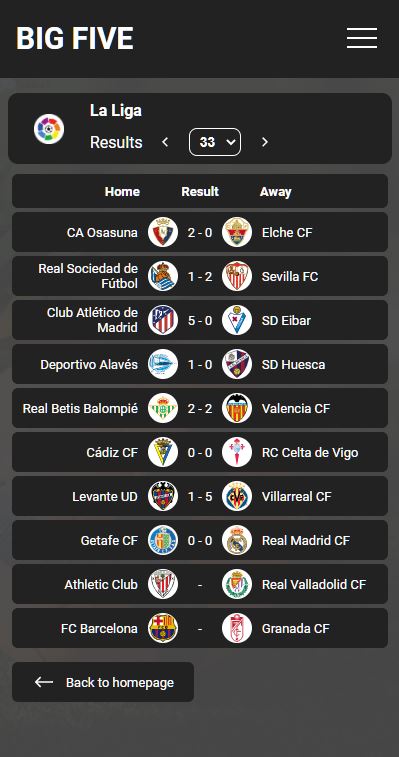 BIG FIVE
La Liga
Results 33
Home Result Away
CA Osasuna 2 - 0 Elche CF
Real Sociedad de
Fútbol 1 - 2 Sevilla FC
Club Atlético de
Madrid 5 - 0 SD Eibar
Deportivo Alavés 1 - 0 SD Huesca
Real Betis Balompié 2 - 2 Valencia CF
Cádiz CF 0 - 0 RC Celta de Vigo
Levante UD 1 - 5 Villarreal CF
Getafe CF 0 - 0 Real Madrid CF
Athletic Club - Real Valladolid CF
FC Barcelona - Granada CF
Back to homepage